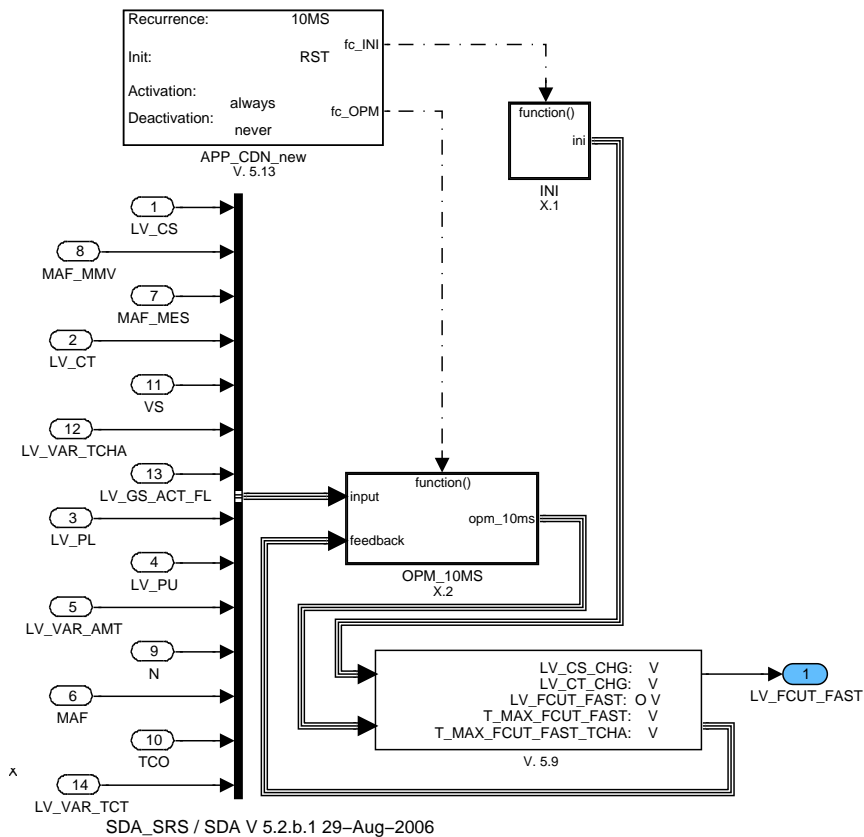 Recurrence: 10MS
fc_INI
Init: RST
Activation:
always
fc_OPM
Deactivation:
never
APP_CDN_new
V. 5.13
function()
ini
INI
X.1
1
LV_CS
8
MAF_MMV
7
MAF_MES
2
LV_CT
11
VS
12
LV_VAR_TCHA
13
LV_GS_ACT_FL
3
LV_PL
4
LV_PU
5
LV_VAR_AMT
9
N
6
MAF
10
TCO
14
LV_VAR_TCT
x
function()
input
opm_10ms
feedback
OPM_10MS
X.2
LV_CS_CHG: V
LV_CT_CHG: V
LV_FCUT_FAST: O V
T_MAX_FCUT_FAST: V
T_MAX_FCUT_FAST_TCHA: V
V. 5.9
1
LV_FCUT_FAST
SDA_SRS / SDA V 5.2.b.1 29−Aug−2006